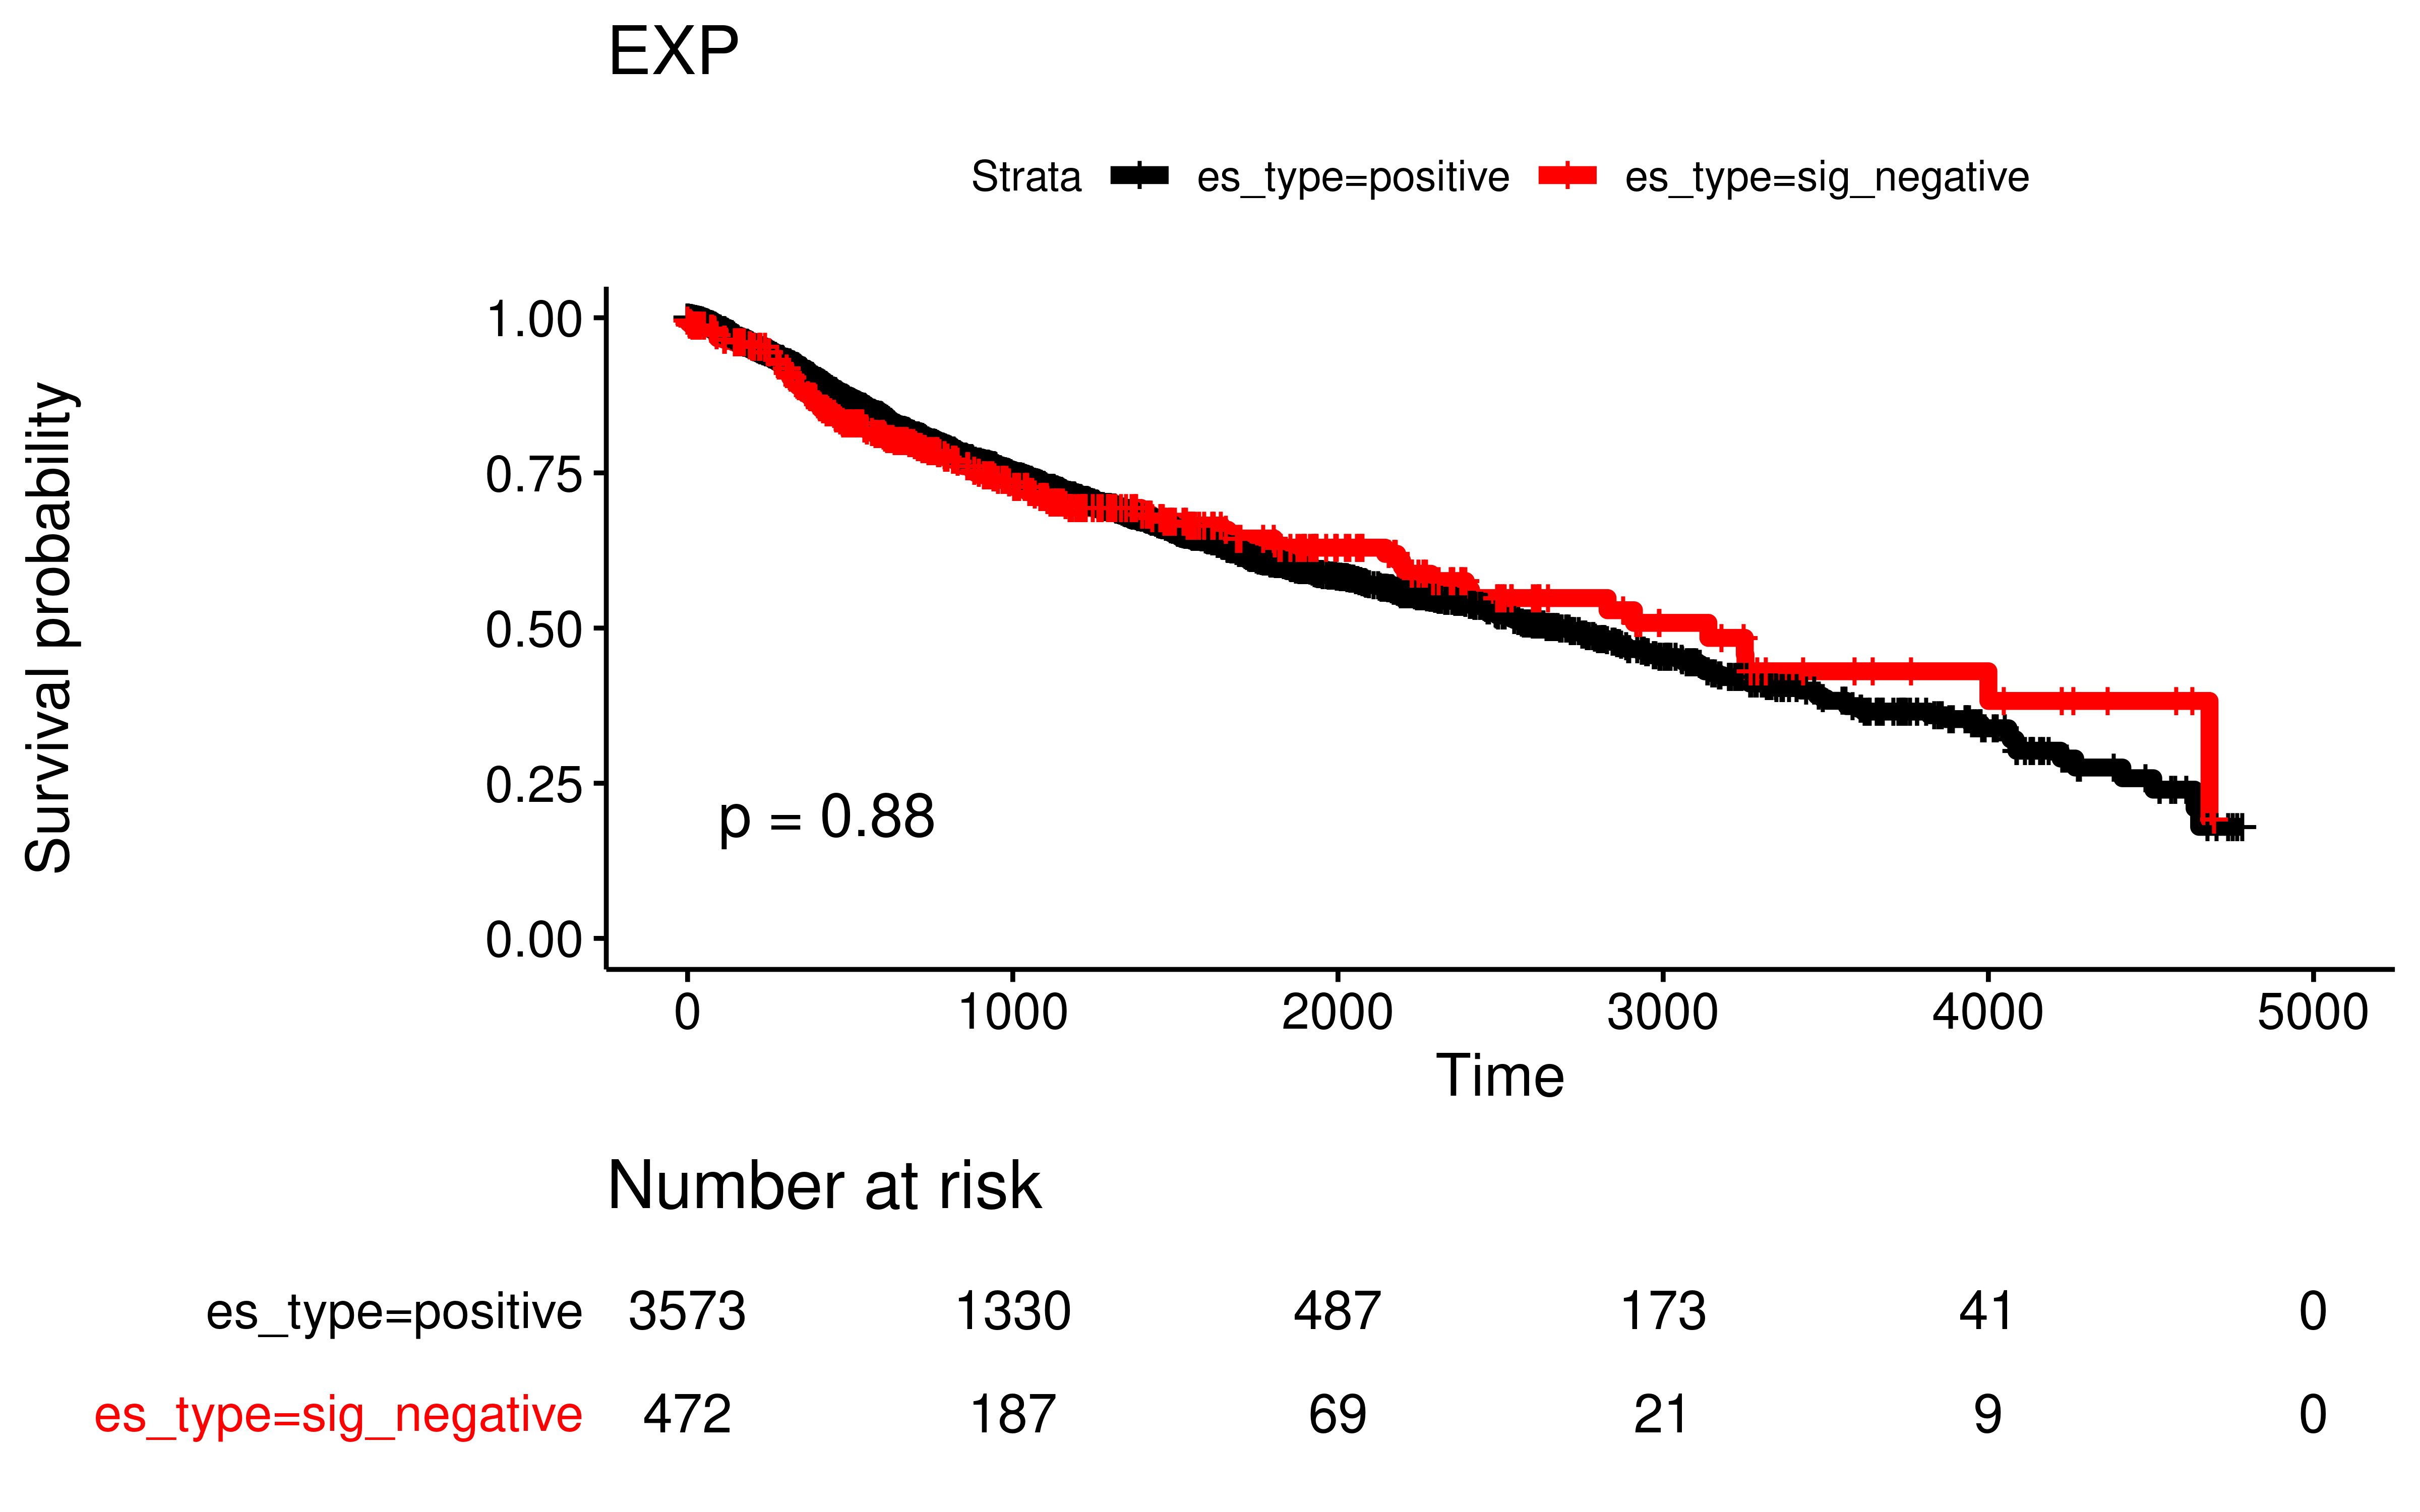 EXP
Strata es_type=positive es_type=sig_negative
Survival probability
1.00
0.75
0.50
0.25
0.00
p = 0.88
0 1000 2000 3000 4000 5000
Time
Number at risk
es_type=positive 3573 1330 487 173 41 0
es_type=sig_negative 472 187 69 21 9 0